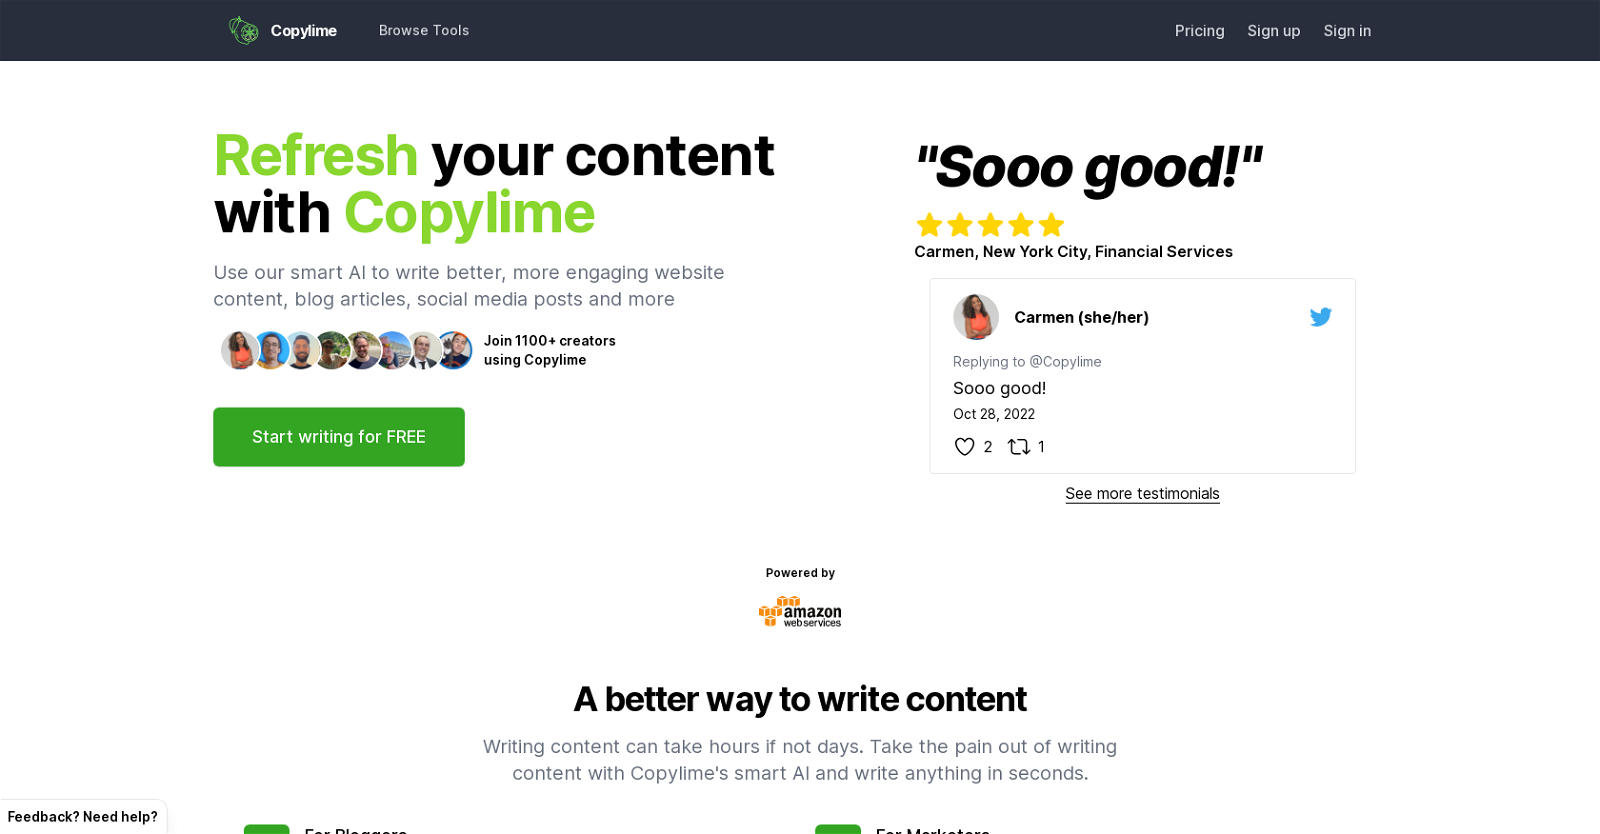 Copylime
Browse Tools
Pricing
Sign up
Sign in
Refresh your content
with Copylime
Use our smart AI to write better, more engaging website
content, blog articles, social media posts and more
Join 1100+ creators
using Copylime
Start writing for FREE
"Sooo good!"
Carmen, New York City, Financial Services
Carmen (she/her)
Replying to @Copylime
Sooo good!
Oct 28, 2022
2 1
See more testimonials
Powered by
amazon
webservices
A better way to write content
Writing content can take hours if not days. Take the pain out of writing
content with Copylime's smart AI and write anything in seconds.
Feedback? Need help?
For Bloggers
For Marketers